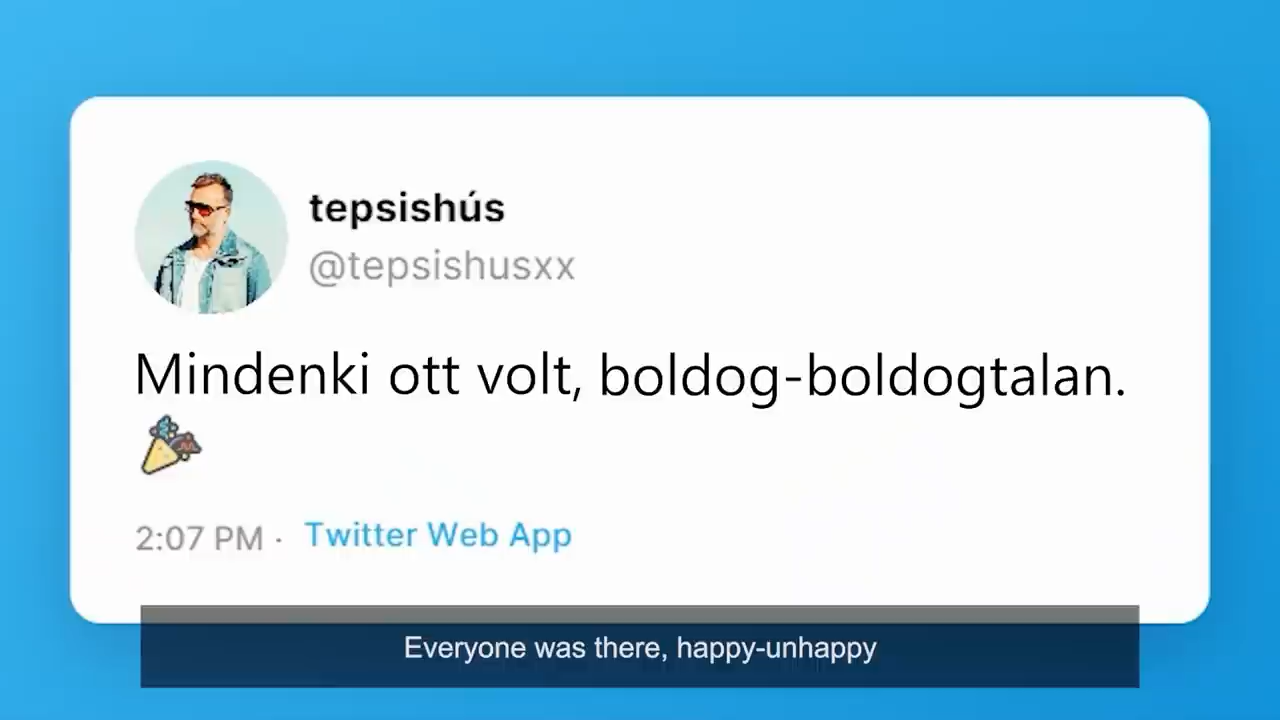 tepsishús
@tepsishusxx
Mindenki ott volt, boldog-boldogtalan.
2:07 PM · Twitter Web App
Everyone was there, happy-unhappy